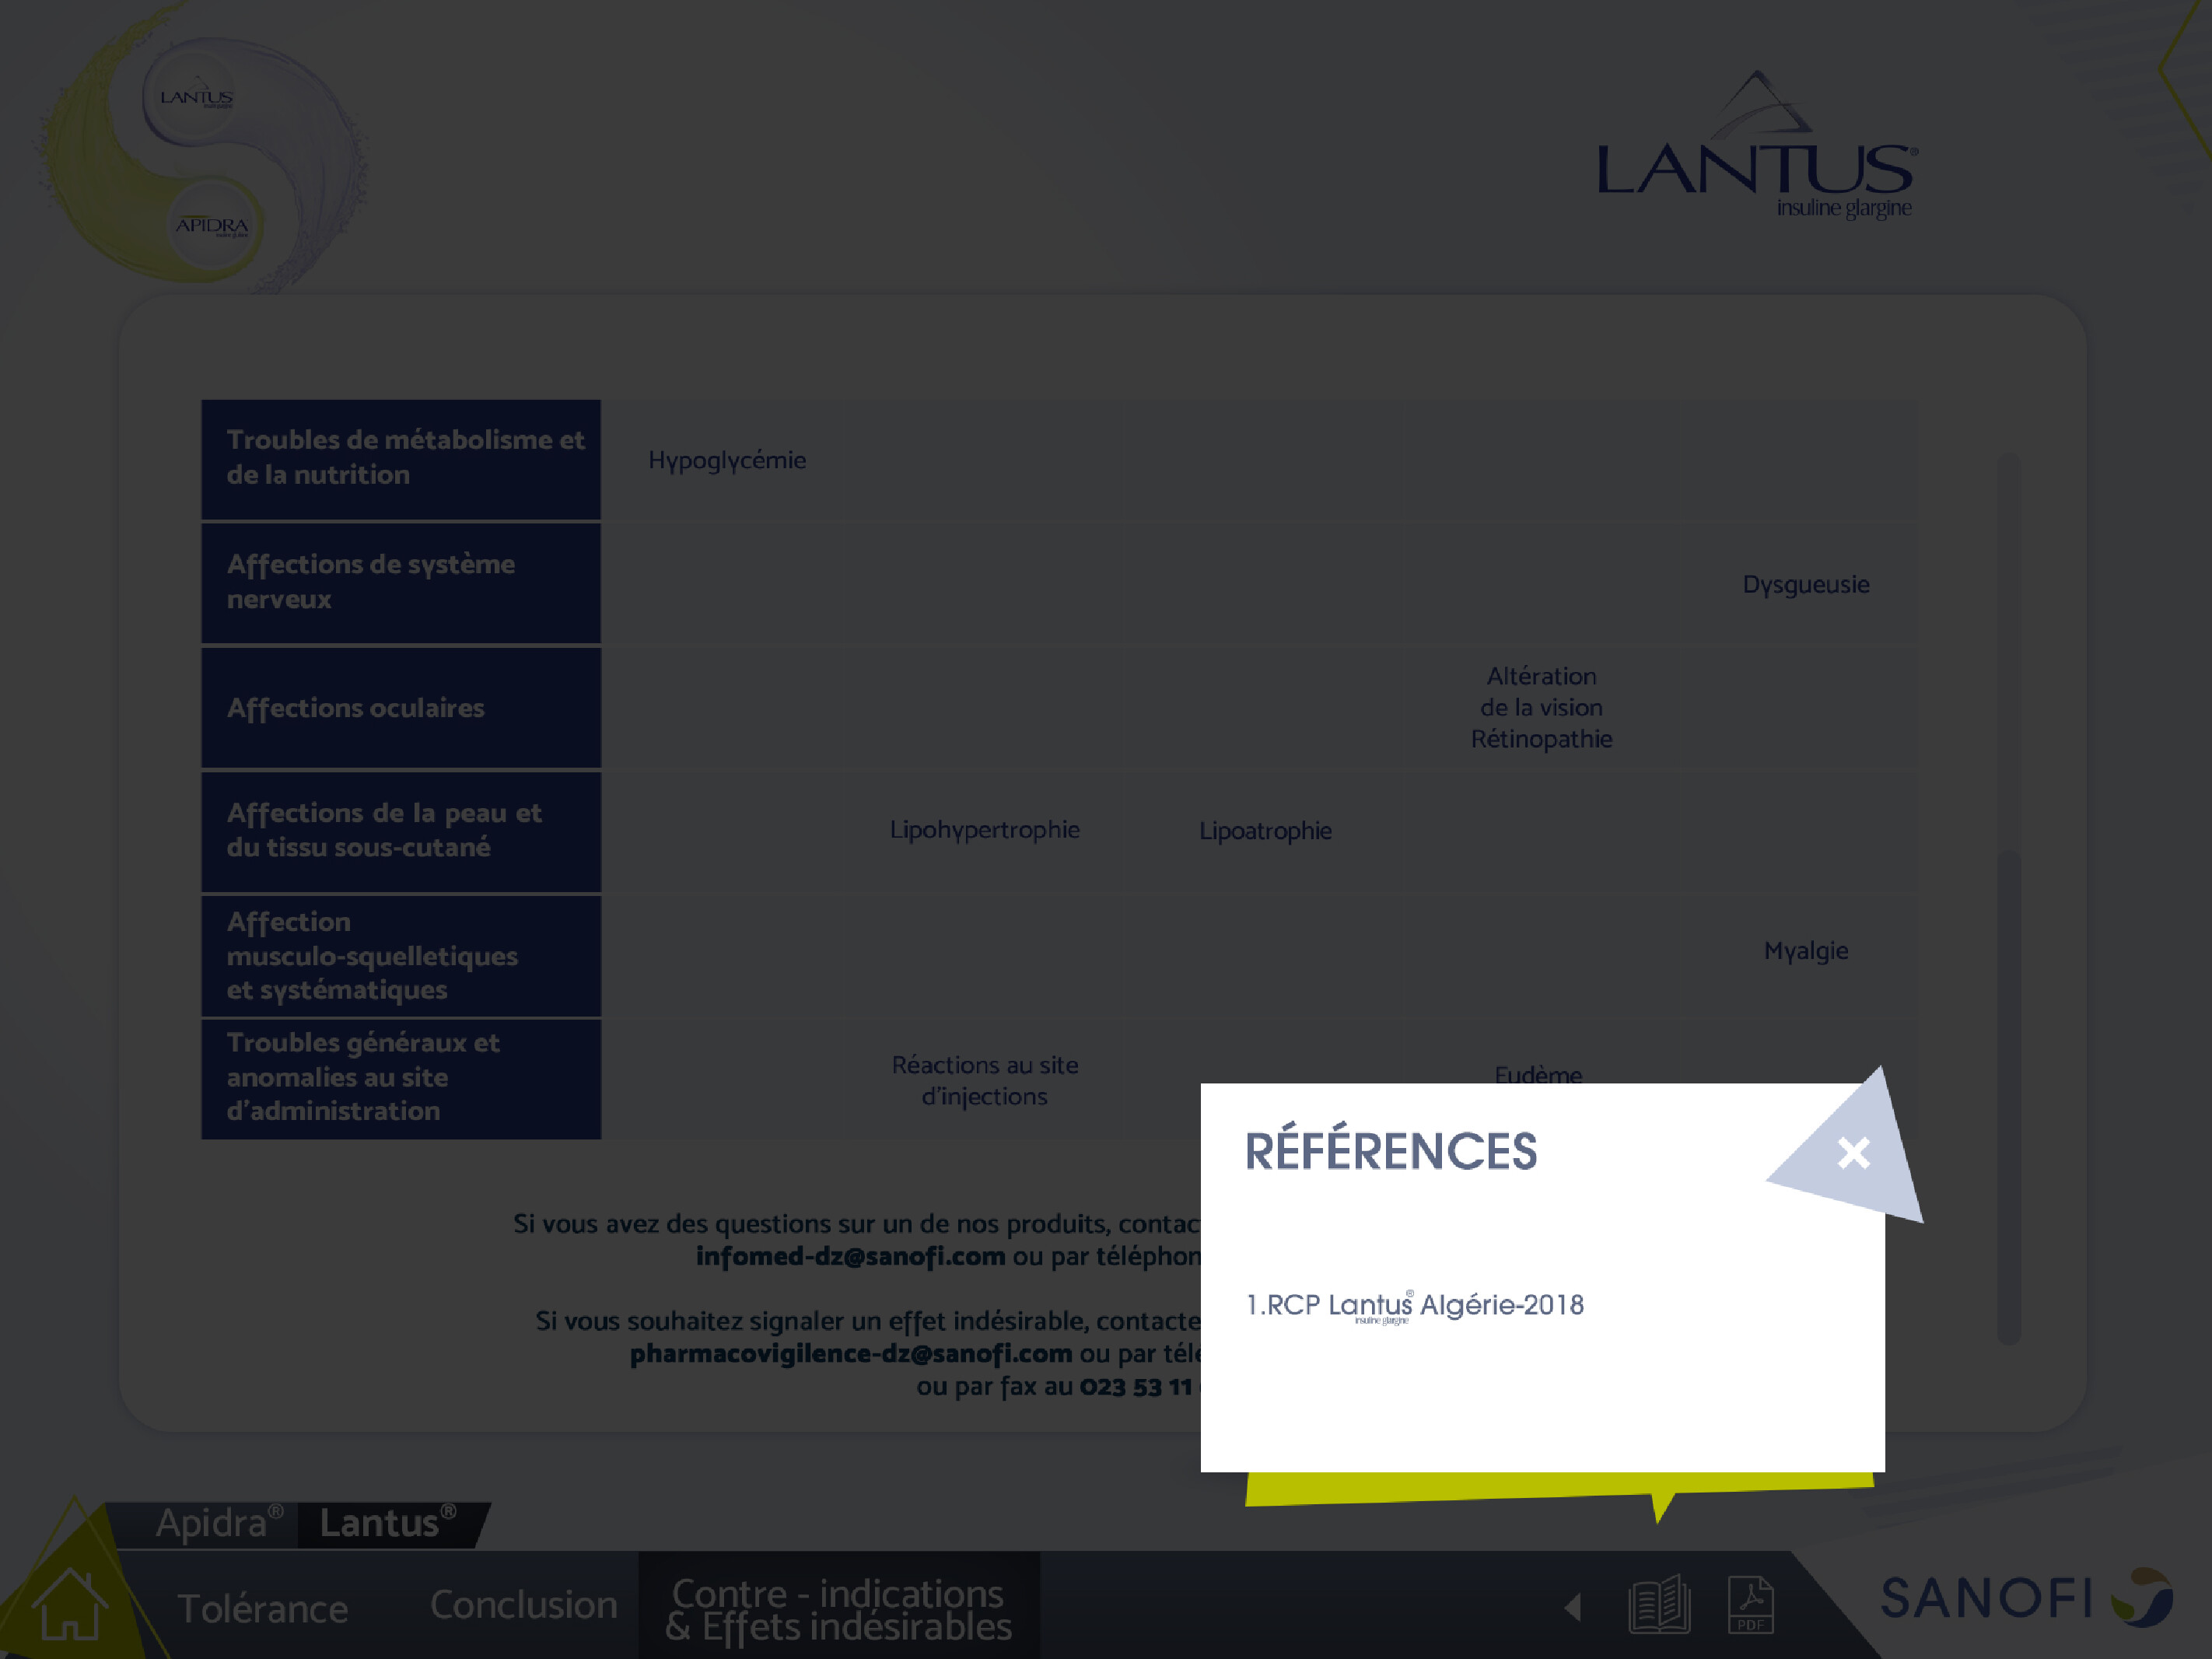 LANTUS
APIDRA
LANTUS®
insuline glargine
Troubles de métabolisme et
de la nutrition
Hypoglycémie
Affections de système
nerveux
Dysgueusie
Affections oculaires
Altération
de la vision
Rétinopathie
Affections de la peau et
du tissu sous-cutané
Lipohypertrophie
Lipoatrophie
Affection
musculo-squelletiques
et systématiques
Myalgie
Troubles généraux et
anomalies au site
d'administration
Réactions au site
d'injections
Eudème
RÉFÉRENCES
1.RCP Lantus® Algérie-2018
insuline glargine
Si vous avez des questions sur un de nos produits, contac
infomed-dz@sanofi.com ou par téléphon
Si vous souhaitez signaler un effet indésirable, contacte
pharmacovigilence-dz@sanofi.com ou par télé
ou par fax au 023 53 11
Apidra® Lantus®
Tolérance
Conclusion
Contre - indications
& Effets indésirables
PDF
SANOFI